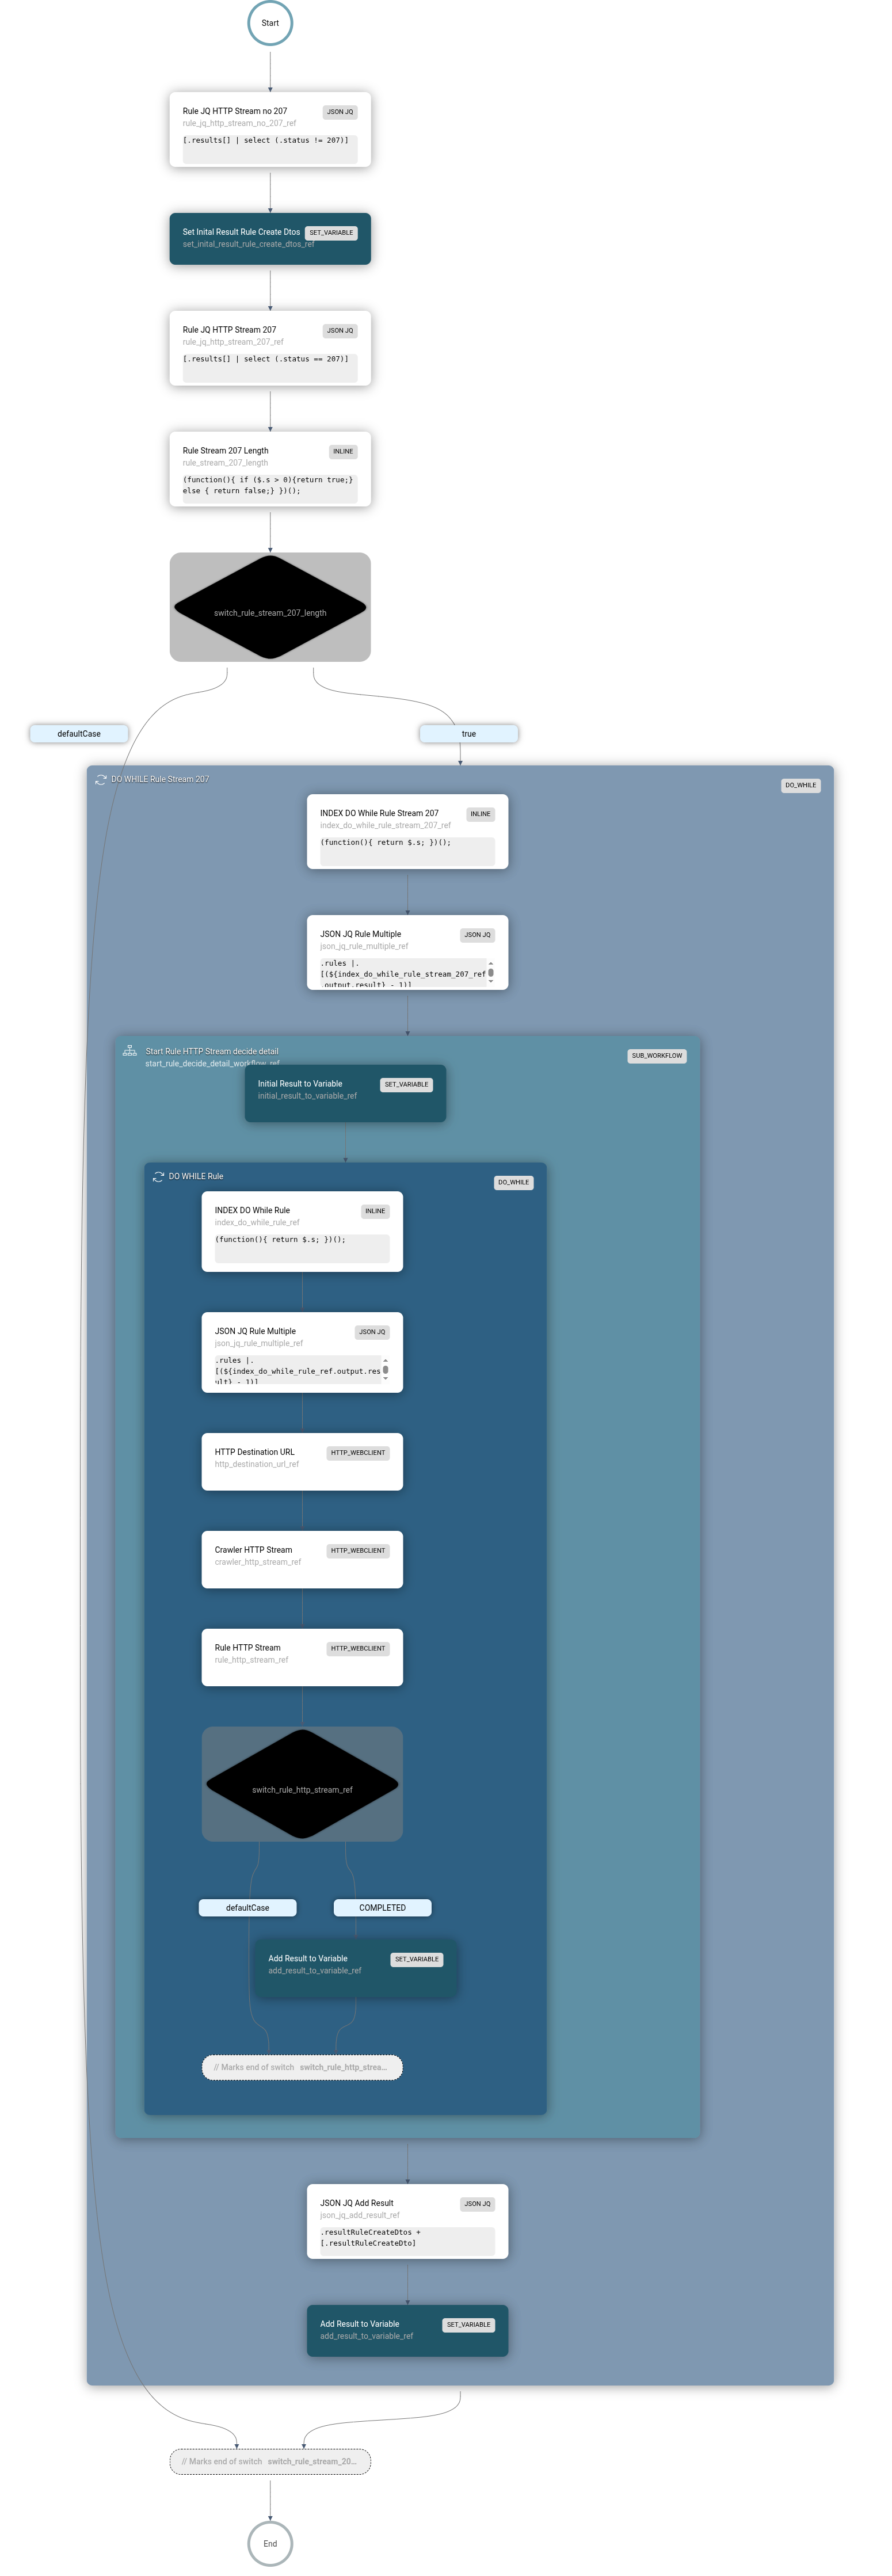 Start
Rule JQ HTTP Stream no 207
JSON JQ
rule_jq_http_stream_no_207_ref
[.results[] | select (.status != 207)]
Set Inital Result Rule Create Dtos
SET_VARIABLE
set_inital_result_rule_create_dtos_ref
Rule JQ HTTP Stream 207
JSON JQ
rule_jq_http_stream_207_ref
[.results[] | select (.status == 207)]
Rule Stream 207 Length
INLINE
rule_stream_207_length
(function(){ if ($.s > 0){return true;}
else { return false;} })();
switch_rule_stream_207_length
defaultCase
true
DO WHILE Rule Stream 207
DO_WHILE
INDEX DO While Rule Stream 207
INLINE
index_do_while_rule_stream_207_ref
(function(){ return $.s; })();
JSON JQ Rule Multiple
JSON JQ
json_jq_rule_multiple_ref
.rules |.
[(${index_do_while_rule_stream_207_ref
.output.result} - 1)]
Start Rule HTTP Stream decide detail
SUB_WORKFLOW
start_rule_decide_detail_workflow_ref
Initial Result to Variable
SET_VARIABLE
initial_result_to_variable_ref
DO WHILE Rule
DO_WHILE
INDEX DO While Rule
INLINE
index_do_while_rule_ref
(function(){ return $.s; })();
JSON JQ Rule Multiple
JSON JQ
json_jq_rule_multiple_ref
.rules |.
[(${index_do_while_rule_ref.output.res
ult} - 1)]
HTTP Destination URL
HTTP_WEBCLIENT
http_destination_url_ref
Crawler HTTP Stream
HTTP_WEBCLIENT
crawler_http_stream_ref
Rule HTTP Stream
HTTP_WEBCLIENT
rule_http_stream_ref
switch_rule_http_stream_ref
defaultCase
COMPLETED
Add Result to Variable
SET_VARIABLE
add_result_to_variable_ref
// Marks end of switch switch_rule_http_strea...
JSON JQ Add Result
JSON JQ
json_jq_add_result_ref
.resultRuleCreateDtos +
[.resultRuleCreateDto]
Add Result to Variable
SET_VARIABLE
add_result_to_variable_ref
// Marks end of switch switch_rule_stream_20...
End